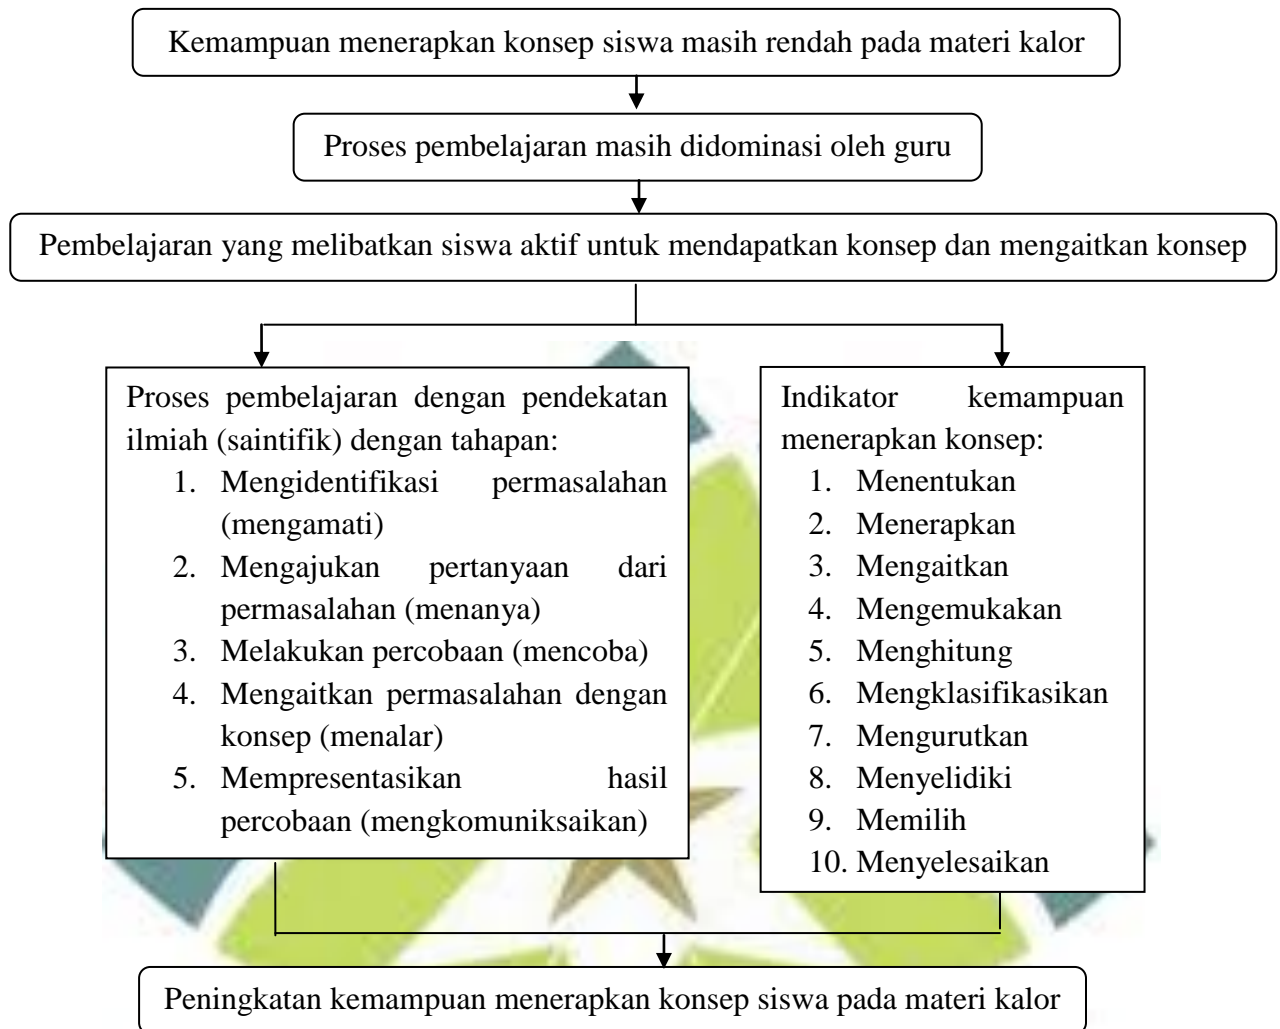 Kemampuan menerapkan konsep siswa masih rendah pada materi kalor
Proses pembelajaran masih didominasi oleh guru
Pembelajaran yang melibatkan siswa aktif untuk mendapatkan konsep dan mengaitkan konsep
Proses pembelajaran dengan pendekatan
ilmiah (saintifik) dengan tahapan:
1. Mengidentifikasi permasalahan
(mengamati)
2. Mengajukan pertanyaan dari
permasalahan (menanya)
3. Melakukan percobaan (mencoba)
4. Mengaitkan permasalahan dengan
konsep (menalar)
5. Mempresentasikan hasil
percobaan (mengkomuniksaikan)
Indikator kemampuan
menerapkan konsep:
1. Menentukan
2. Menerapkan
3. Mengaitkan
4. Mengemukakan
5. Menghitung
6. Mengklasifikasikan
7. Mengurutkan
8. Menyelidiki
9. Memilih
10. Menyelesaikan
Peningkatan kemampuan menerapkan konsep siswa pada materi kalor